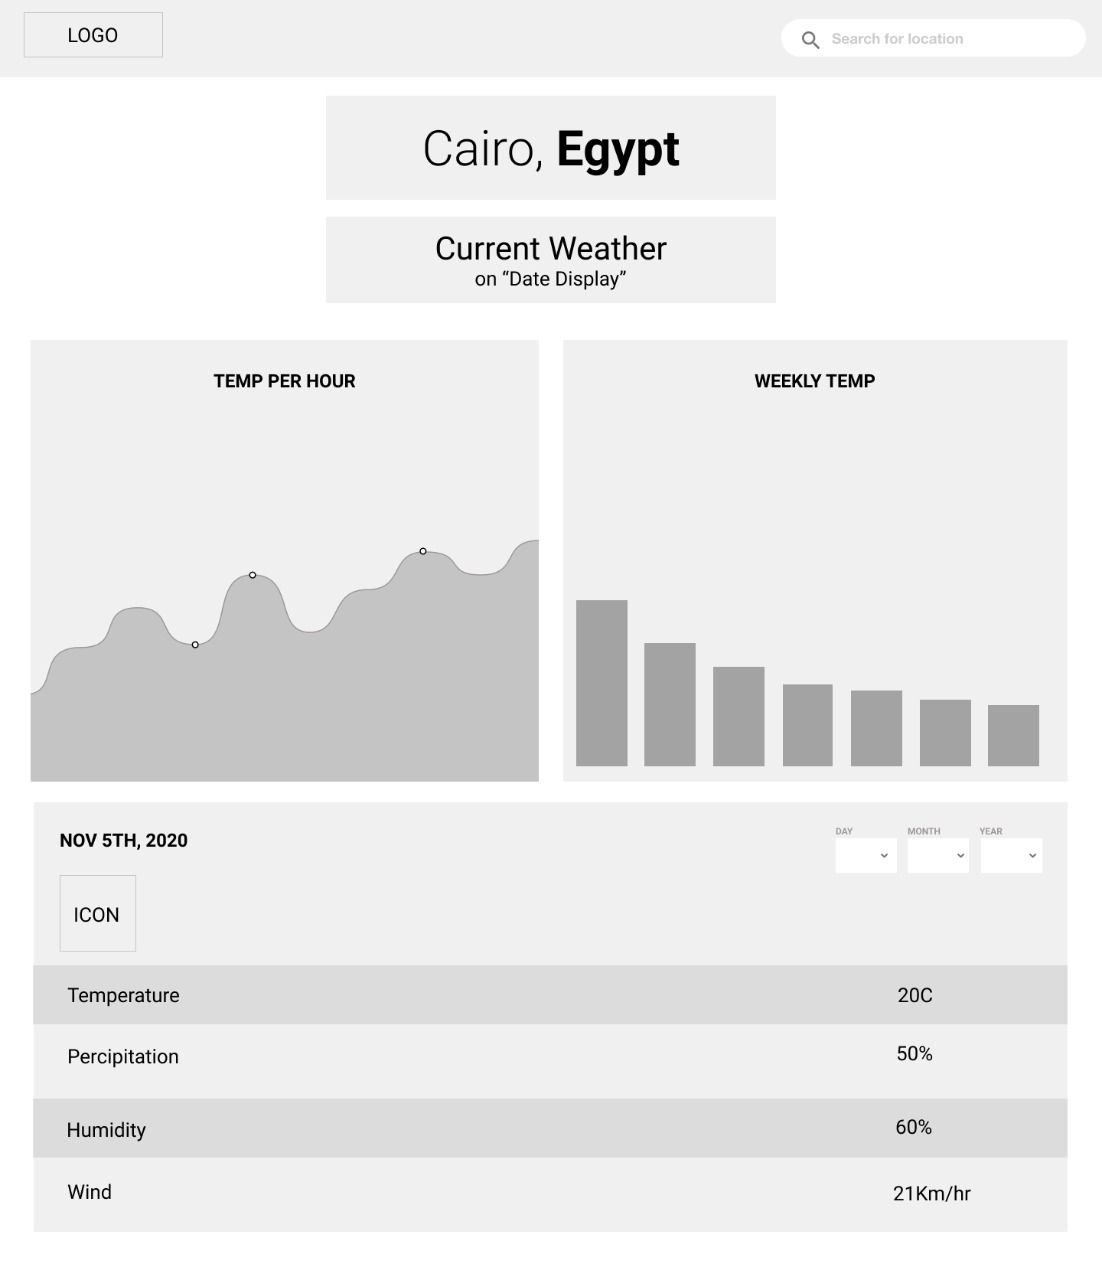 LOGO
Search for location
Cairo, Egypt
Current Weather
on “Date Display”
TEMP PER HOUR
WEEKLY TEMP
NOV 5TH, 2020
DAY
MONTH
YEAR
ICON
Temperature 20C
Percipitation 50%
Humidity 60%
Wind 21Km/hr